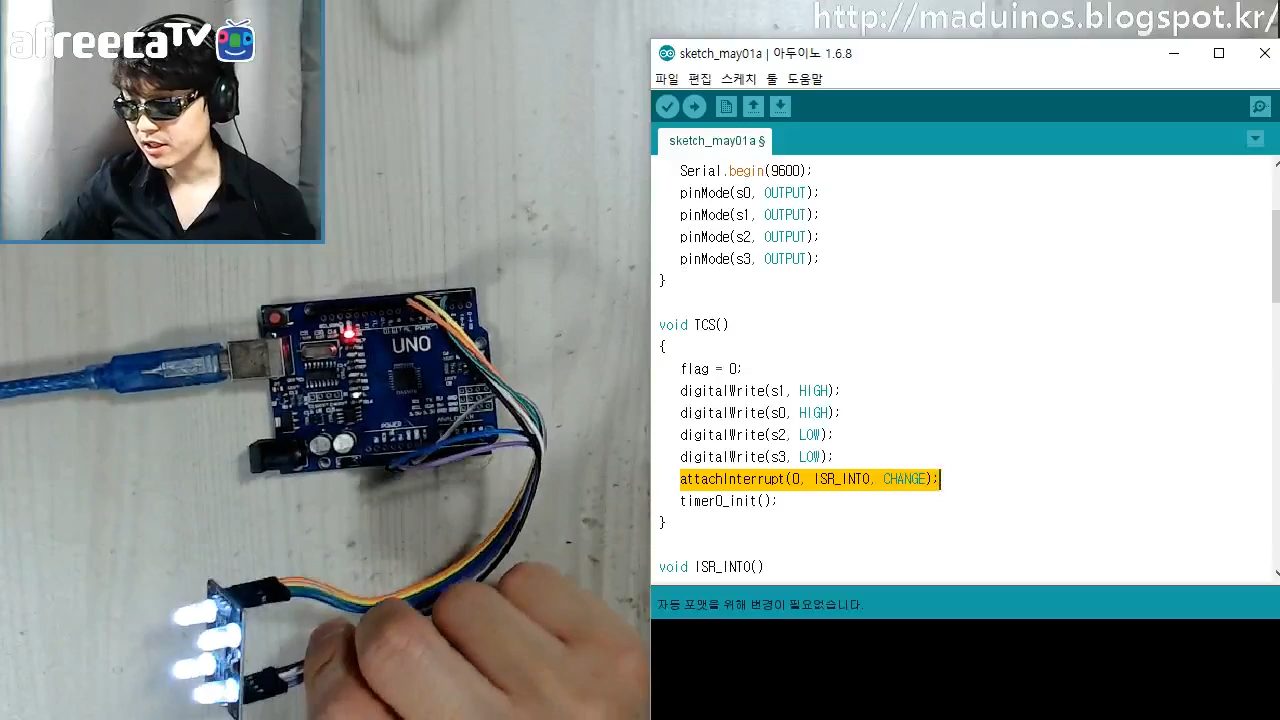 afreecaTV
http://maduinos.blogspot.kr/
sketch_may01a | 아두이노 1.6.8
파일 편집 스케치 툴 도움말
sketch_may01a §
Serial.begin(9600);
pinMode(s0, OUTPUT);
pinMode(s1, OUTPUT);
pinMode(s2, OUTPUT);
pinMode(s3, OUTPUT);
}
void TCS()
{
flag = 0;
digitalWrite(s1, HIGH);
digitalWrite(s0, HIGH);
digitalWrite(s2, LOW);
digitalWrite(s3, LOW);
attachInterrupt(0, ISR_INTO, CHANGE);
timer0_init();
}
void ISR_INTO()
자동 포맷을 위해 변경이 필요없습니다.
UNO
POWER